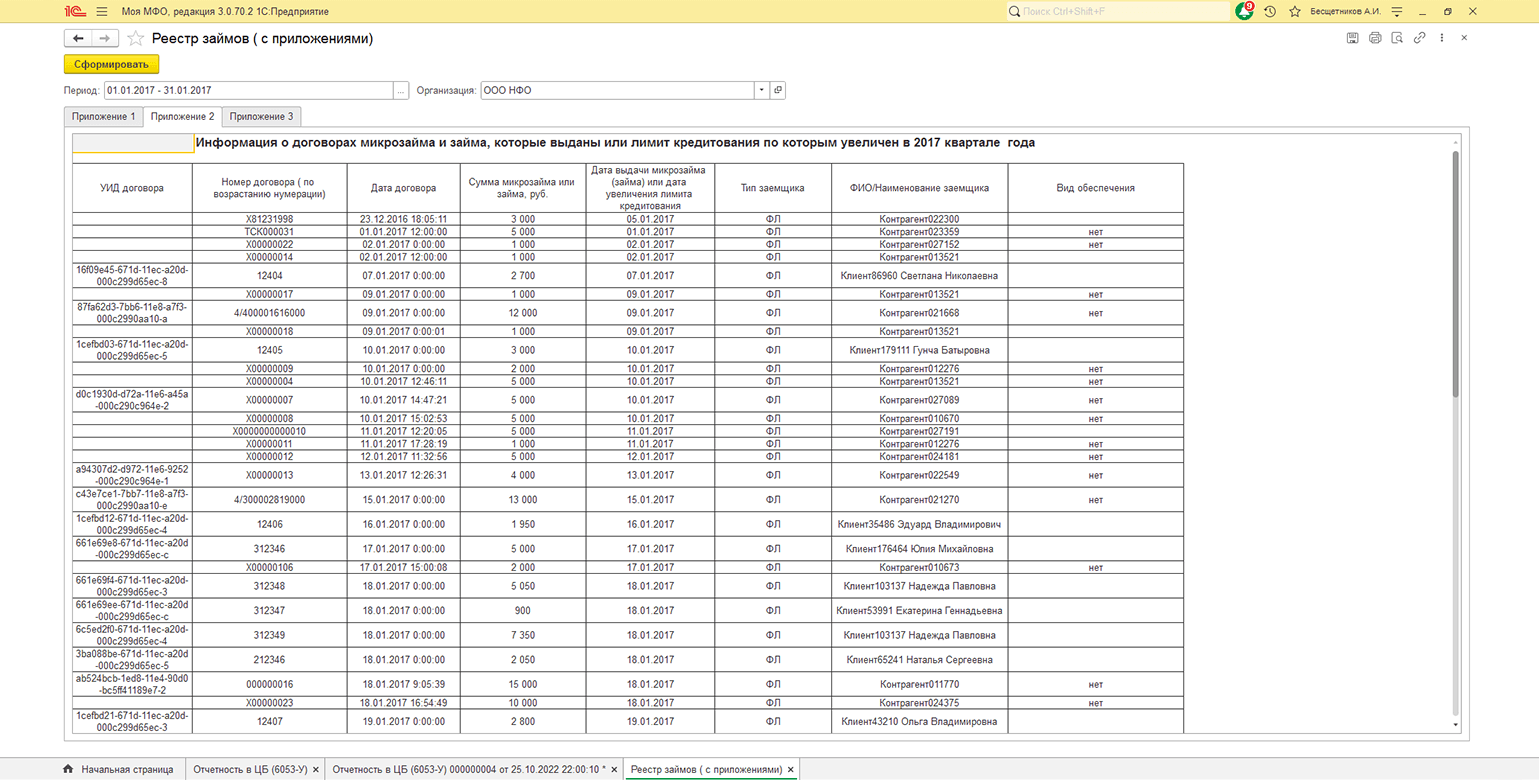 1С Моя МФО, редакция 3.0.70.2 1С:Предприятие
Поиск Ctrl+Shift+F
9
Бесщетников А.И.
Реестр займов ( с приложениями)
Сформировать
Период: 01.01.2017 - 31.01.2017 ... Организация: ООО НФО
Приложение 1 Приложение 2 Приложение 3
Информация о договорах микрозайма и займа, которые выданы или лимит кредитования по которым увеличен в 2017 квартале года
УИД договора
Номер договора ( по
возрастанию нумерации)
Дата договора
Сумма микрозайма или
займа, руб.
Дата выдачи микрозайма
(займа) или дата
увеличения лимита
кредитования
Тип заемщика
ФИО/Наименование заемщика
Вид обеспечения
X81231998 23.12.2016 18:05:11 3 000 05.01.2017 ФЛ Контрагент022300
ТСК000031 01.01.2017 12:00:00 5 000 01.01.2017 ФЛ Контрагент023359 нет
X00000022 02.01.2017 0:00:00 1 000 02.01.2017 ФЛ Контрагент027152 нет
X00000014 02.01.2017 12:00:00 1 000 02.01.2017 ФЛ Контрагент013521
16f09e45-671d-11ec-a20d-
000c299d65ec-8
12404 07.01.2017 0:00:00 2 700 07.01.2017 ФЛ Клиент86960 Светлана Николаевна
X00000017 09.01.2017 0:00:00 1 000 09.01.2017 ФЛ Контрагент013521 нет
87fa62d3-7bb6-11e8-a7f3-
000c2990aa10-a
4/400001616000 09.01.2017 0:00:00 12 000 09.01.2017 ФЛ Контрагент021668 нет
X00000018 09.01.2017 0:00:01 1 000 09.01.2017 ФЛ Контрагент013521
1cefbd03-671d-11ec-a20d-
000c299d65ec-5
12405 10.01.2017 0:00:00 3 000 10.01.2017 ФЛ Клиент179111 Гунча Батыровна
X00000009 10.01.2017 0:00:00 2 000 10.01.2017 ФЛ Контрагент012276 нет
X00000004 10.01.2017 12:46:11 5 000 10.01.2017 ФЛ Контрагент013521 нет
d0c1930d-d72a-11e6-a45a
-000c290c964e-2
X00000007 10.01.2017 14:47:21 5 000 10.01.2017 ФЛ Контрагент027089 нет
X00000008 10.01.2017 15:02:53 5 000 10.01.2017 ФЛ Контрагент010670 нет
X0000000000010 11.01.2017 12:20:05 5 000 11.01.2017 ФЛ Контрагент027191
X00000011 11.01.2017 17:28:19 1 000 11.01.2017 ФЛ Контрагент012276 нет
X00000012 12.01.2017 11:32:56 5 000 12.01.2017 ФЛ Контрагент024181 нет
a94307d2-d972-11e6-9252
-000c290c964e-1
X00000013 13.01.2017 12:26:31 4 000 13.01.2017 ФЛ Контрагент022549 нет
c43e7ce1-7bb7-11e8-a7f3-
000c2990aa10-e
4/300002819000 15.01.2017 0:00:00 13 000 15.01.2017 ФЛ Контрагент021270 нет
1cefbd12-671d-11ec-a20d-
000c299d65ec-4
12406 16.01.2017 0:00:00 1 950 16.01.2017 ФЛ Клиент35486 Эдуард Владимирович
661e69e8-671d-11ec-a20d
-000c299d65ec-c
312346 17.01.2017 0:00:00 5 000 17.01.2017 ФЛ Клиент176464 Юлия Михайловна
X00000106 17.01.2017 15:00:08 2 000 17.01.2017 ФЛ Контрагент010673 нет
661e69f4-671d-11ec-a20d-
000c299d65ec-3
312348 18.01.2017 0:00:00 5 050 18.01.2017 ФЛ Клиент103137 Надежда Павловна
661e69ee-671d-11ec-a20d
-000c299d65ec-c
312347 18.01.2017 0:00:00 900 18.01.2017 ФЛ Клиент53991 Екатерина Геннадьевна
6c5ed2f0-671d-11ec-a20d-
000c299d65ec-4
312349 18.01.2017 0:00:00 7 350 18.01.2017 ФЛ Клиент103137 Надежда Павловна
3ba088be-671d-11ec-a20d
-000c299d65ec-5
212346 18.01.2017 0:00:00 2 050 18.01.2017 ФЛ Клиент65241 Наталья Сергеевна
ab524bcb-1ed8-11e4-90d0
-bc5ff41189e7-2
000000016 18.01.2017 9:05:39 15 000 18.01.2017 ФЛ Контрагент011770 нет
X00000023 18.01.2017 16:54:49 10 000 18.01.2017 ФЛ Контрагент024375 нет
1cefbd21-671d-11ec-a20d-
000c299d65ec-3
12407 19.01.2017 0:00:00 2 800 19.01.2017 ФЛ Клиент43210 Ольга Владимировна
Начальная страница Отчетность в ЦБ (6053-У) × Отчетность в ЦБ (6053-У) 000000004 от 25.10.2022 22:00:10 * × Реестр займов ( с приложениями) ×